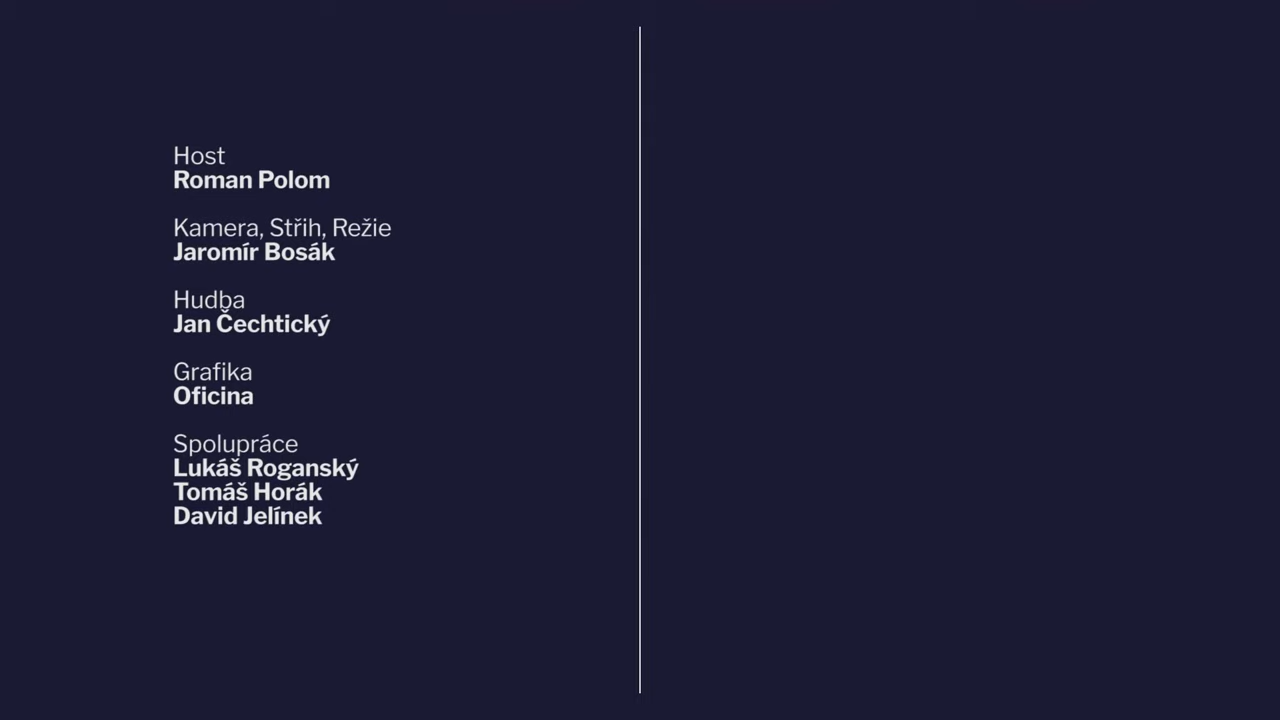 Host
Roman Polom
Kamera, Střih, Režie
Jaromír Bosák
Hudba
Jan Čechtický
Grafika
Oficina
Spolupráce
Lukáš Roganský
Tomáš Horák
David Jelínek